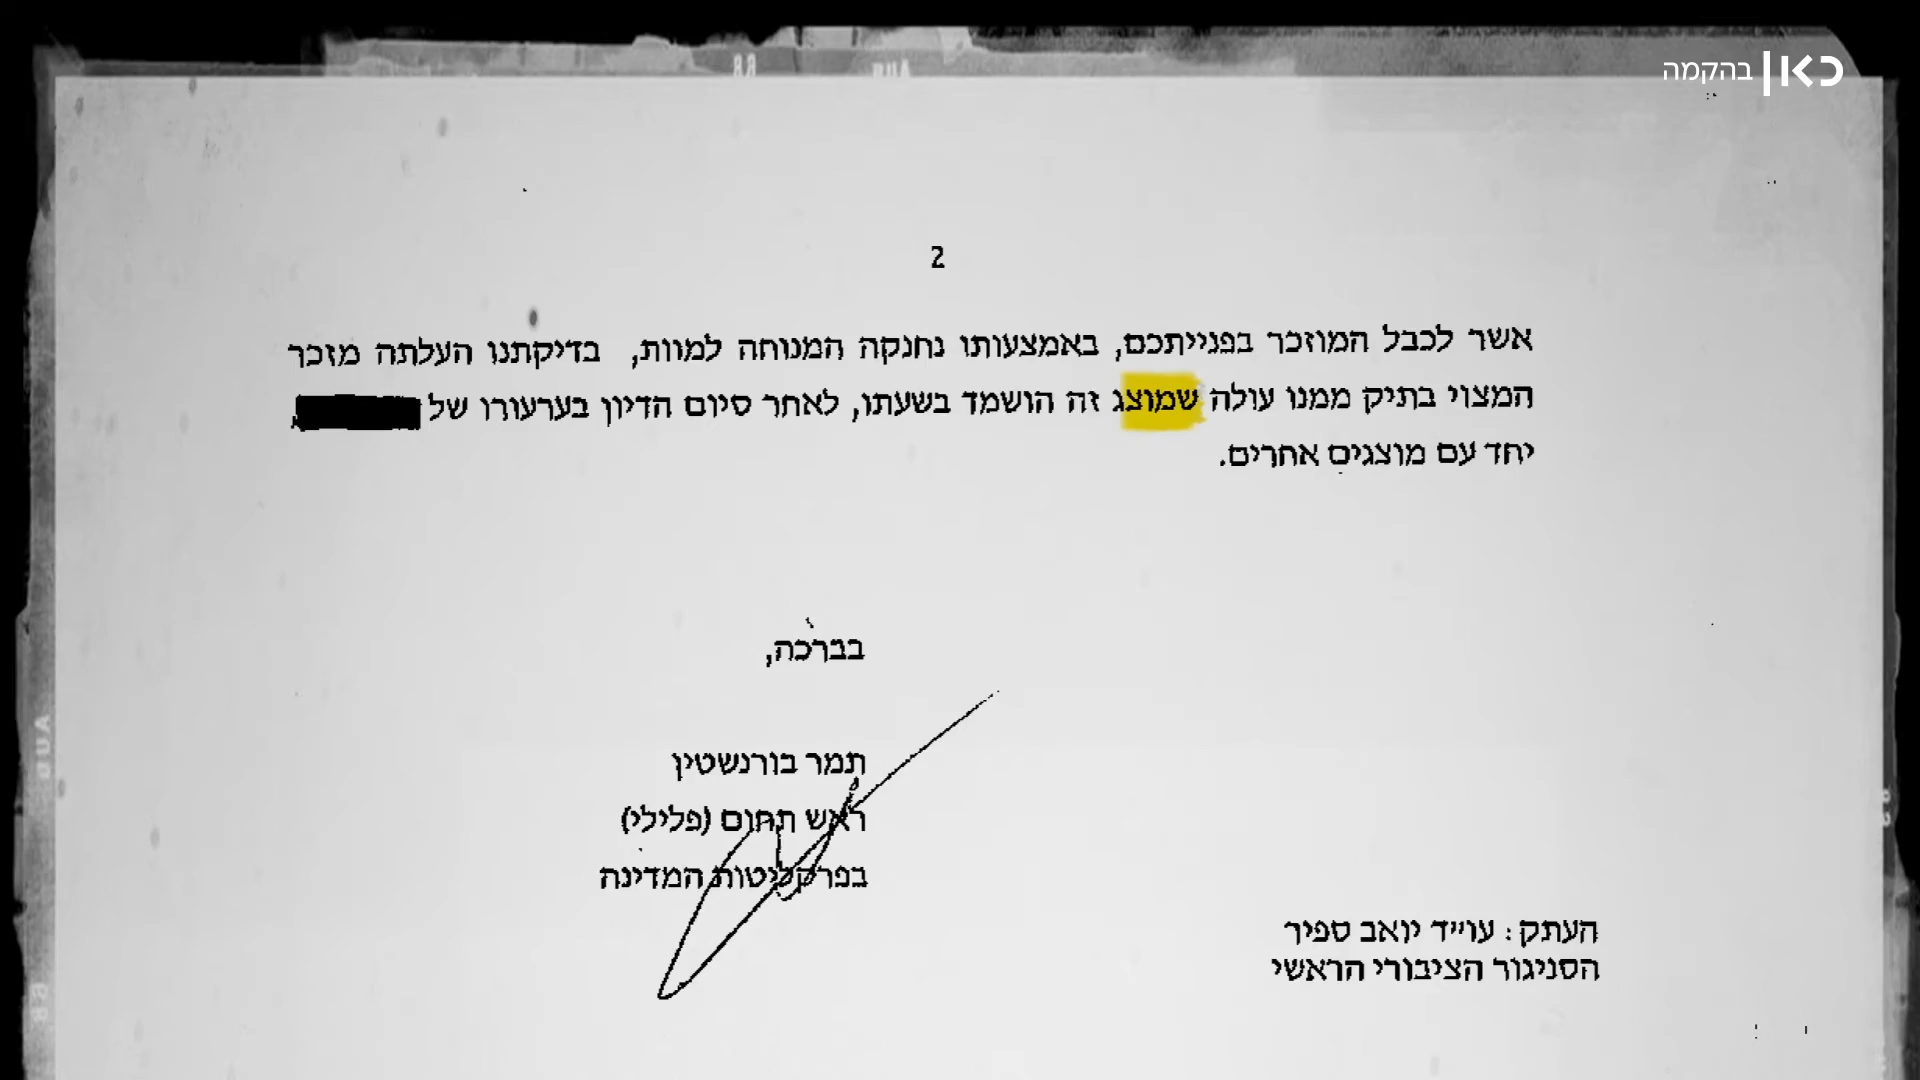 כאן | בהקמה
2
אשר לכבל המוזכר בפנייתכם, באמצעותו נחנקה המנוחה למוות, בדיקתנו העלתה מזכר
המצוי בתיק ממנו עולה שמוצג זה הושמד בשעתו, לאחר סיום הדיון בערעורו של
יחד עם מוצגים אחרים.
בברכה,
תמר בורנשטין
ראש תחום (פלילי)
בפרקליטות המדינה
העתק: עו״ד יואב ספיר
הסניגור הציבורי הראשי